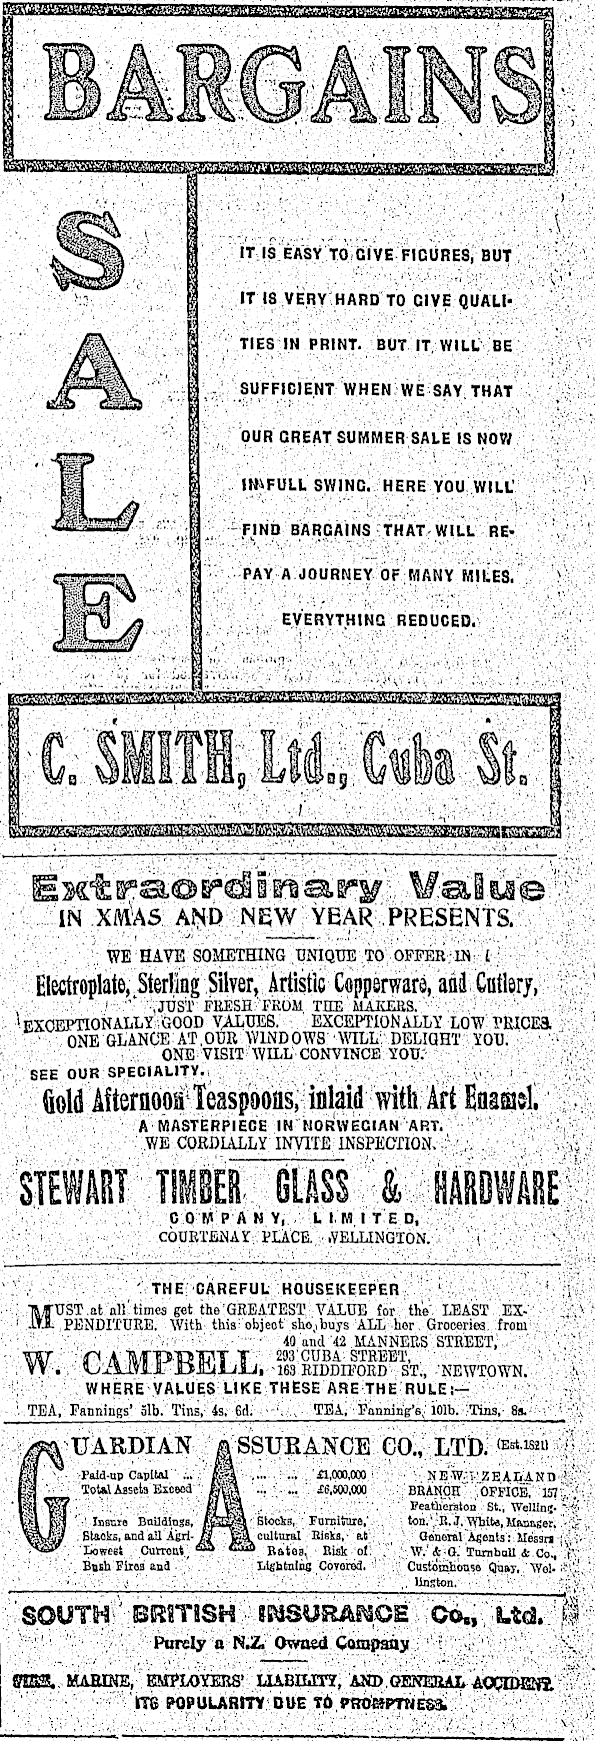 BARGAINS
SALE
IT IS EASY TO GIVE FIGURES, BUT
IT IS VERY HARD TO GIVE QUALI-
TIES IN PRINT. BUT IT WILL BE
SUFFICIENT WHEN WE SAY THAT
OUR GREAT SUMMER SALE IS NOW
IN FULL SWING. HERE YOU WILL
FIND BARGAINS THAT WILL RE-
PAY A JOURNEY OF MANY MILES.
EVERYTHING REDUCED.
C. SMITH, Ltd., Cuba St.
Extraordinary Value
IN XMAS AND NEW YEAR PRESENTS.
WE HAVE SOMETHING UNIQUE TO OFFER IN
Electroplate, Sterling Silver, Artistic Copperware, and Cutlery,
JUST FRESH FROM THE MAKERS.
EXCEPTIONALLY GOOD VALUES. EXCEPTIONALLY LOW PRICES.
ONE GLANCE AT OUR WINDOWS WILL DELIGHT YOU.
ONE VISIT WILL CONVINCE YOU.
SEE OUR SPECIALITY.
Gold Afternoon Teaspoons, inlaid with Art Enamel.
A MASTERPIECE IN NORWEGIAN ART.
WE CORDIALLY INVITE INSPECTION.
STEWART TIMBER GLASS & HARDWARE
COMPANY, LIMITED,
COURTENAY PLACE. WELLINGTON.
THE CAREFUL HOUSEKEEPER
MUST at all times get the GREATEST VALUE for the LEAST EX-
PENDITURE. With this object she buys ALL her Groceries from
W. CAMPBELL, 40 and 42 MANNERS STREET,
293 CUBA STREET,
163 RIDDIFORD ST., NEWTOWN.
WHERE VALUES LIKE THESE ARE THE RULE:—
TEA, Fannings' 5lb. Tins, 4s. 6d. TEA, Fanning's, 10lb. Tins, 8s.
GUARDIAN ASSURANCE CO., LTD. (Est. 1821)
Paid-up Capital ... ... ... £1,000,000
Total Assets Exceed ... ... £6,500,000
Insure Buildings, Stocks, Furniture,
Stacks, and all Agri- cultural Risks, at
Lowest Current Rates, Risk of
Bush Fires and Lightning Covered.
NEW ZEALAND
BRANCH OFFICE, 157
Featherston St., Welling-
ton. R. J. White, Manager.
General Agents: Messrs
W. & G. Turnbull & Co.,
Customhouse Quay, Wel-
lington.
SOUTH BRITISH INSURANCE Co., Ltd.
Purely a N.Z. Owned Company
FIRE, MARINE, EMPLOYERS' LIABILITY, AND GENERAL ACCIDENT.
ITS POPULARITY DUE TO PROMPTNESS.